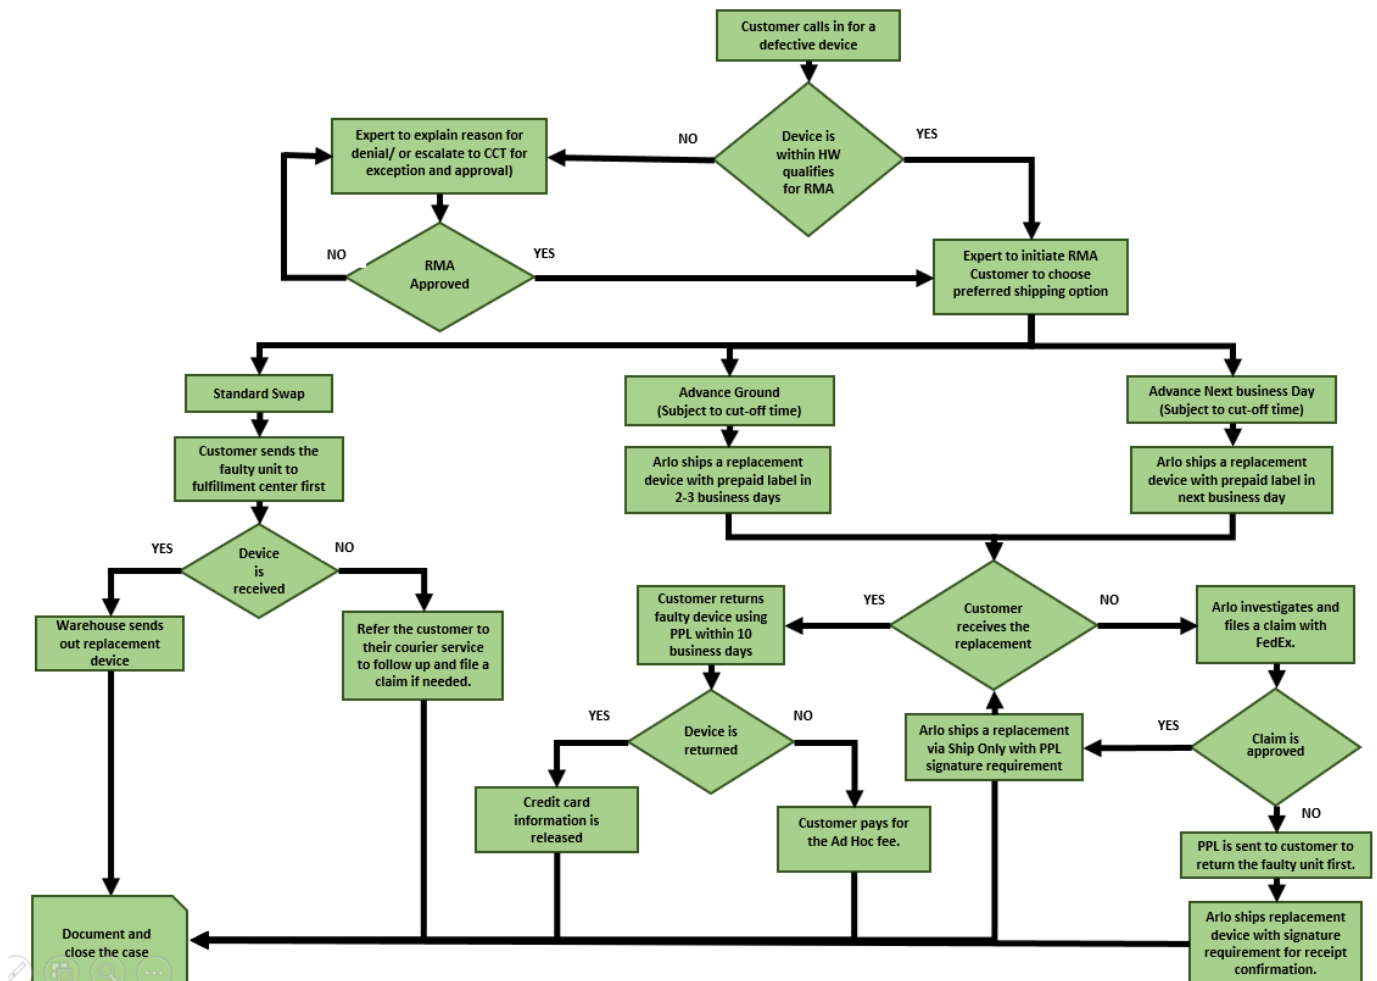 Customer calls in for a
defective device
Device is
within HW
qualifies
for RMA
NO
YES
Expert to explain reason for
denial/ or escalate to CCT for
exception and approval)
RMA
Approved
NO
YES
Expert to initiate RMA
Customer to choose
preferred shipping option
Standard Swap
Customer sends the
faulty unit to
fulfillment center first
Device
is
received
YES
NO
Warehouse sends
out replacement
device
Refer the customer to
their courier service
to follow up and file a
claim if needed.
Advance Ground
(Subject to cut-off time)
Arlo ships a replacement
device with prepaid label in
2-3 business days
Advance Next business Day
(Subject to cut-off time)
Arlo ships a replacement
device with prepaid label in
next business day
Customer
receives the
replacement
YES
NO
Customer returns
faulty device using
PPL within 10
business days
Device is
returned
YES
NO
Credit card
information is
released
Customer pays for
the Ad Hoc fee.
Arlo investigates and
files a claim with
FedEx.
Claim is
approved
YES
NO
Arlo ships a replacement
via Ship Only with PPL
signature requirement
PPL is sent to customer to
return the faulty unit first.
Arlo ships replacement
device with signature
requirement for receipt
confirmation.
Document and
close the case